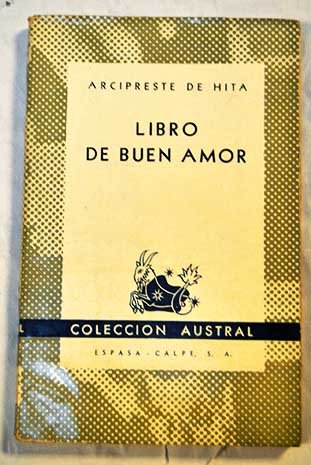 ARCIPRESTE DE HITA
LIBRO
DE BUEN AMOR
L
COLECCION AUSTRAL
ESPASA-CALPE, S. A.